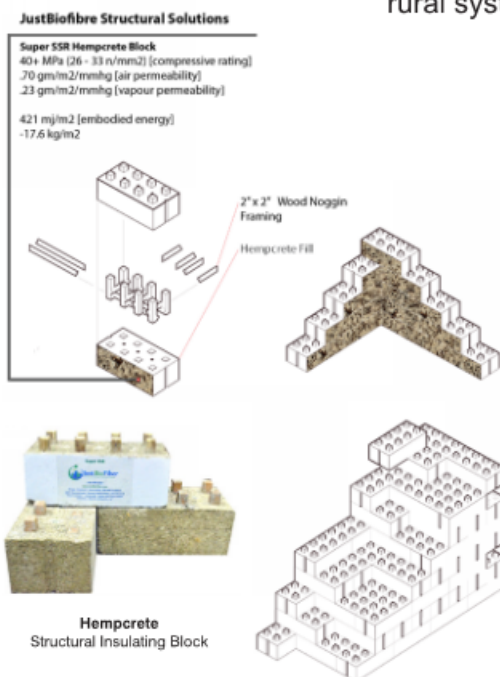 rural sys
JustBiofibre Structural Solutions
Super SSR Hempcrete Block
40+ MPa (26 - 33 n/mm2) [compressive rating]
.70 gm/m2/mmhg [air permeability]
.23 gm/m2/mmhg [vapour permeability]
421 mj/m2 [embodied energy]
-17.6 kg/m2
2" x 2" Wood Noggin
Framing
Hempcrete Fill
JustBioFiber
Hempcrete
Structural Insulating Block